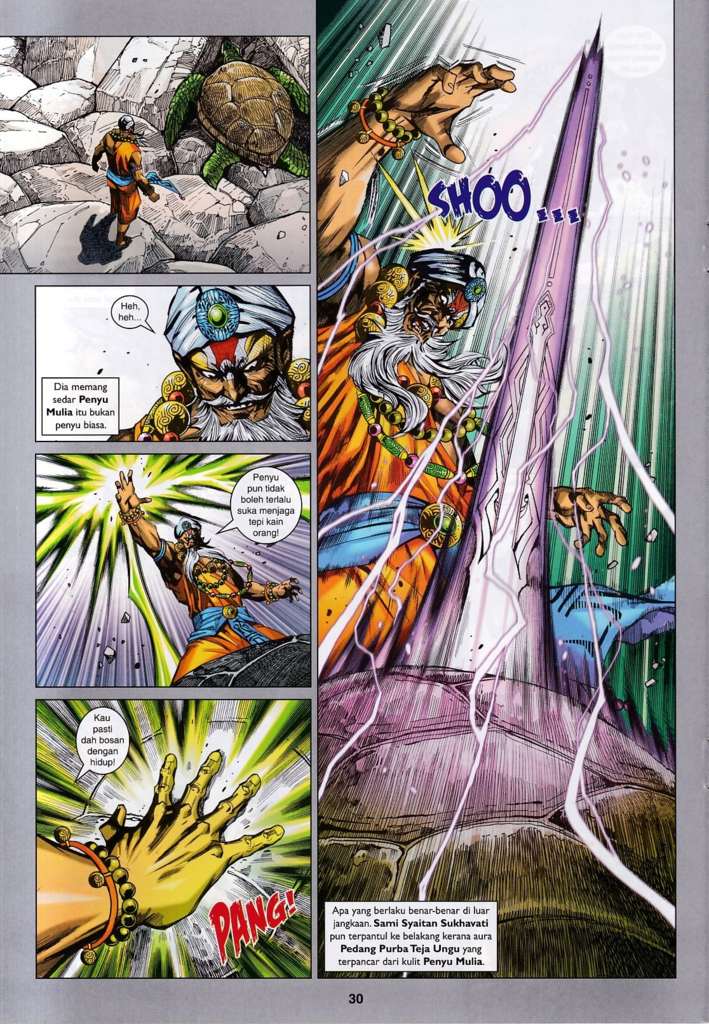 Heh,
heh...
Dia memang
sedar Penyu
Mulia itu bukan
penyu biasa.
Penyu
pun tidak
boleh terlalu
suka menjaga
tepi kain
orang!
Kau
pasti
dah bosan
dengan
hidup!
PANG!
SHOO...
Apa yang berlaku benar-benar di luar
jangkaan. Sami Syaitan Sukhavati
pun terpantul ke belakang kerana aura
Pedang Purba Teja Ungu yang
terpancar dari kulit Penyu Mulia.
30